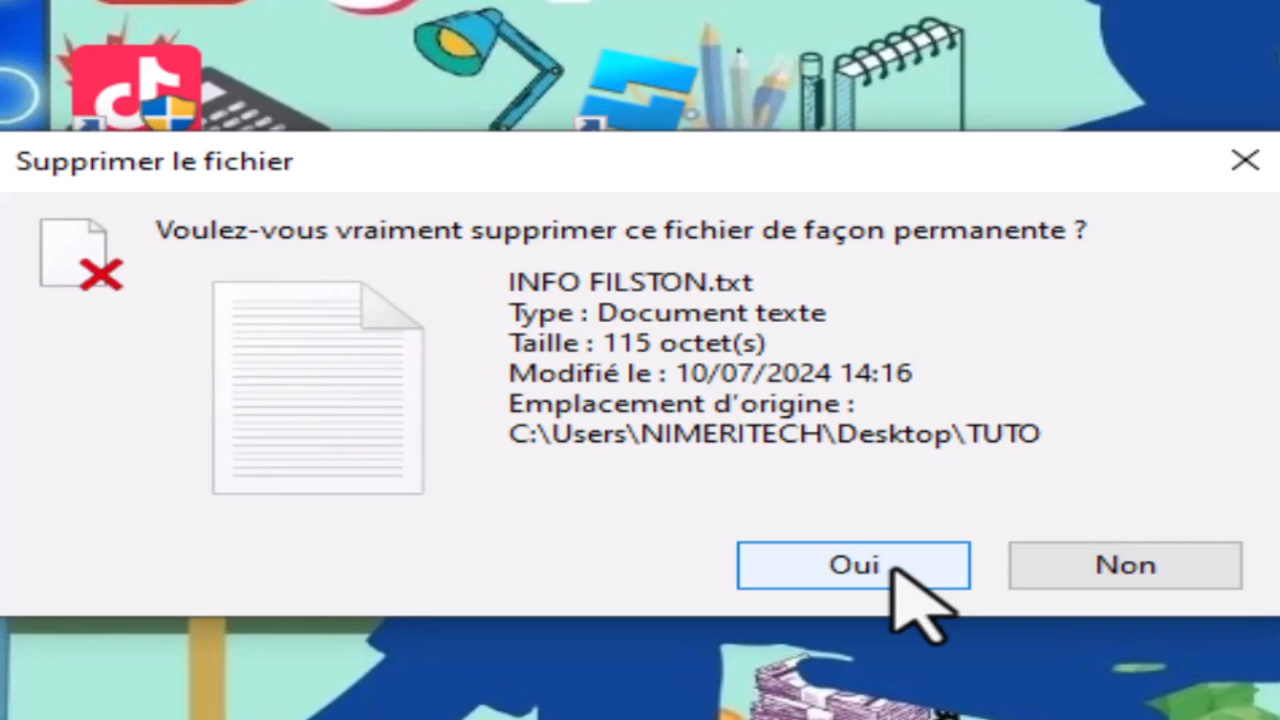 Supprimer le fichier
Voulez-vous vraiment supprimer ce fichier de façon permanente ?
INFO FILSTON.txt
Type : Document texte
Taille : 115 octet(s)
Modifié le : 10/07/2024 14:16
Emplacement d'origine :
C:\Users\NIMERITECH\Desktop\TUTO
Oui
Non